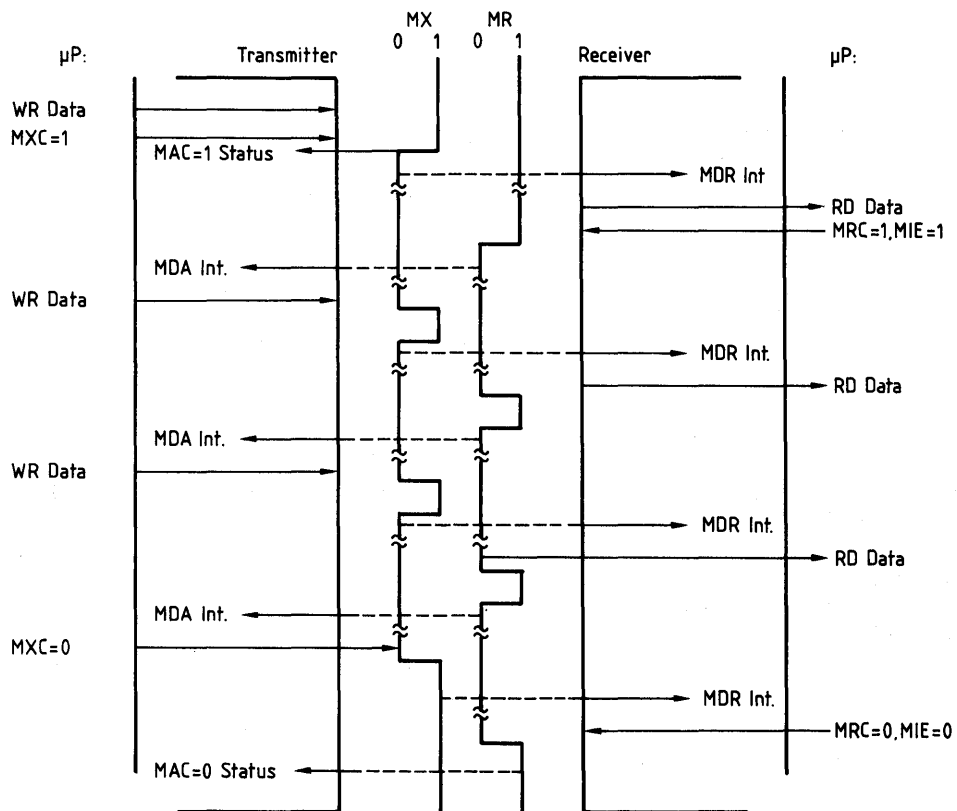 MX MR
0 1 0 1
μP: Transmitter Receiver μP:
WR Data
MXC=1
MAC=1 Status
MDR Int
RD Data
MRC=1,MIE=1
MDA Int.
WR Data
MDR Int.
RD Data
MDA Int.
WR Data
MDR Int.
RD Data
MDA Int.
MXC=0
MDR Int.
MRC=0,MIE=0
MAC=0 Status